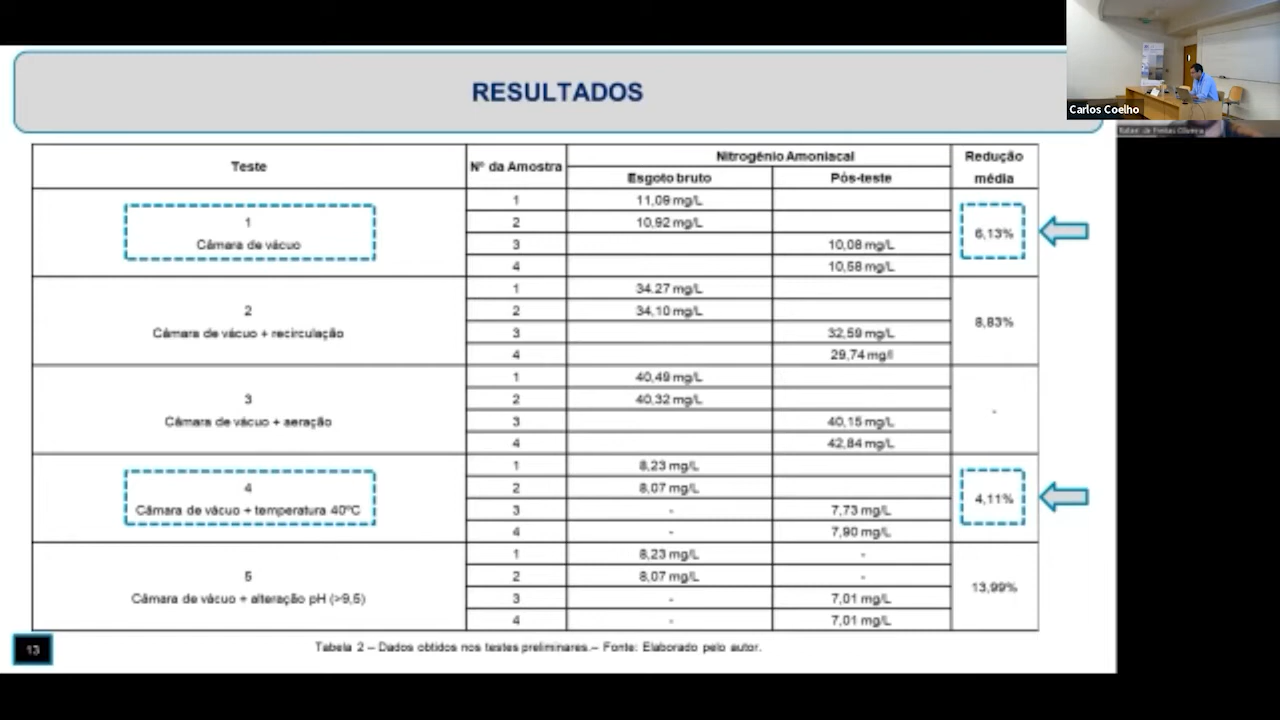 RESULTADOS
Carlos Coelho
Teste Nº da Amostra Nitrogênio Amoniacal Redução média
Esgoto bruto Pós-teste
1 Câmara de vácuo 1 11,09 mg/L 6,13%
2 10,92 mg/L
3 10,08 mg/L
4 10,58 mg/L
2 Câmara de vácuo + recirculação 1 34.27 mg/L 8,83%
2 34,10 mg/L
3 32,59 mg/L
4 29,74 mg/l
3 Câmara de vácuo + aeração 1 40,49 mg/L -
2 40,32 mg/L
3 40,15 mg/L
4 42,84 mg/L
4 Câmara de vácuo + temperatura 40ºC 1 8,23 mg/L 4,11%
2 8,07 mg/L
3 - 7,73 mg/L
4 - 7,90 mg/L
5 Câmara de vácuo + alteração pH (>9,5) 1 8,23 mg/L - 13,99%
2 8,07 mg/L -
3 - 7,01 mg/L
4 - 7,01 mg/L
13
Tabela 2 – Dados obtidos nos testes preliminares.– Fonte: Elaborado pelo autor.